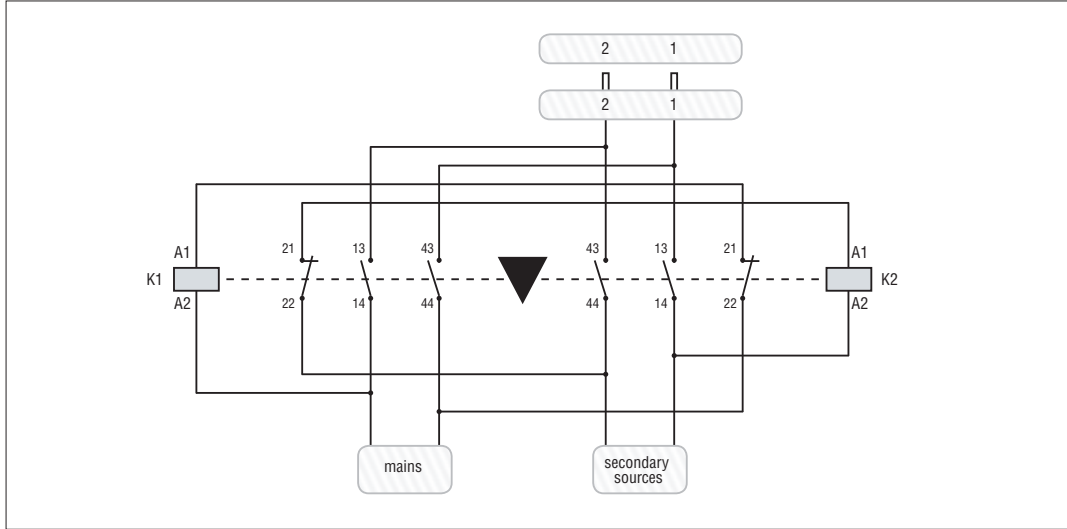 2 1
2 1
21 13 43 43 13 21
A1 A1
K1 K2
A2 A2
22 14 44 44 14 22
mains
secondary
sources